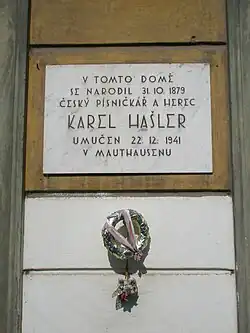 V TOMTO DOMĚ
SE NARODIL 31.10.1879
ČESKÝ PÍSNIČKÁŘ A HEREC
KAREL HAŠLER
UMUČEN 22.12.1941
V MAUTHAUSENU